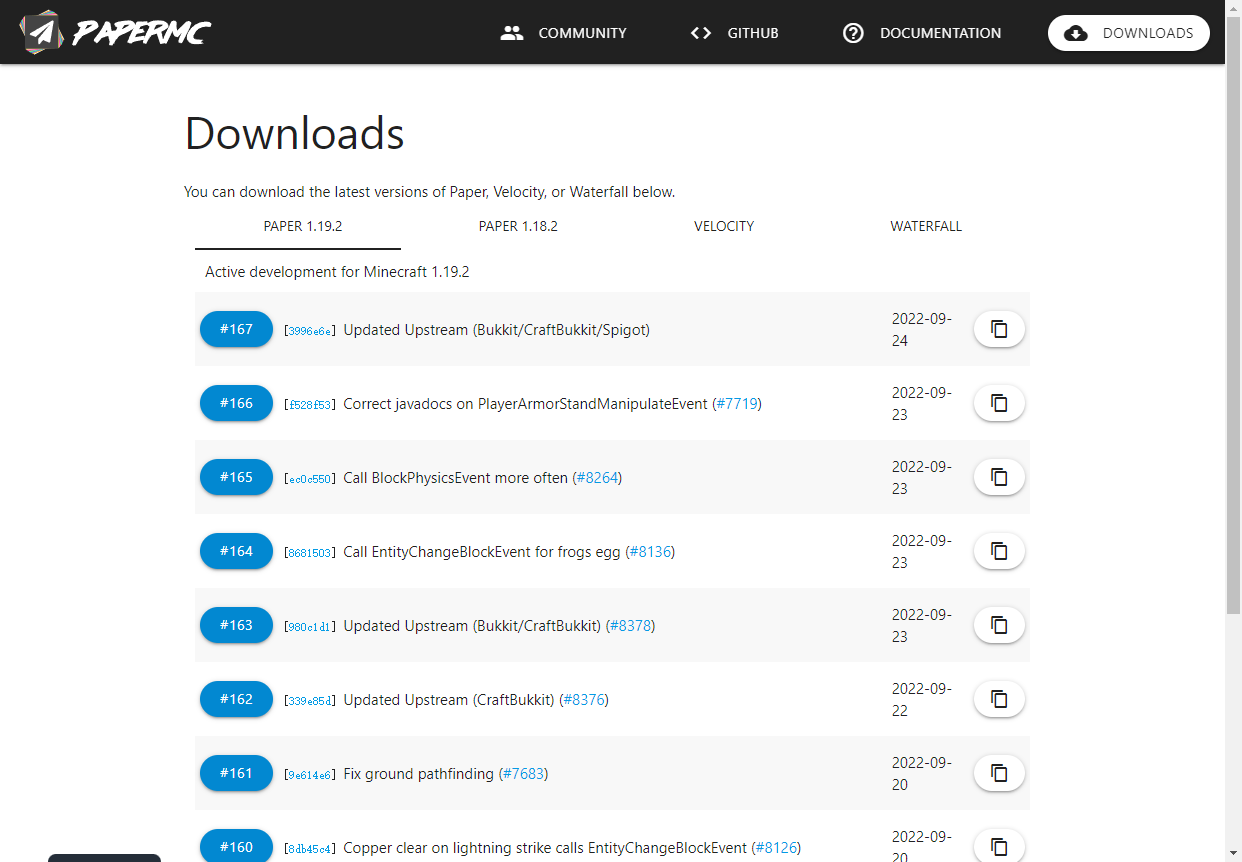 PAPERMC
COMMUNITY
GITHUB
DOCUMENTATION
DOWNLOADS
Downloads
You can download the latest versions of Paper, Velocity, or Waterfall below.
PAPER 1.19.2
PAPER 1.18.2
VELOCITY
WATERFALL
Active development for Minecraft 1.19.2
#167 [3996e6e] Updated Upstream (Bukkit/CraftBukkit/Spigot) 2022-09-
24
#166 [f528f53] Correct javadocs on PlayerArmorStandManipulateEvent (#7719) 2022-09-
23
#165 [ec0c550] Call BlockPhysicsEvent more often (#8264) 2022-09-
23
#164 [8681503] Call EntityChangeBlockEvent for frogs egg (#8136) 2022-09-
23
#163 [980c1d1] Updated Upstream (Bukkit/CraftBukkit) (#8378) 2022-09-
23
#162 [339e85d] Updated Upstream (CraftBukkit) (#8376) 2022-09-
22
#161 [9e614e6] Fix ground pathfinding (#7683) 2022-09-
20
#160 [8db45c4] Copper clear on lightning strike calls EntityChangeBlockEvent (#8126) 2022-09-
20